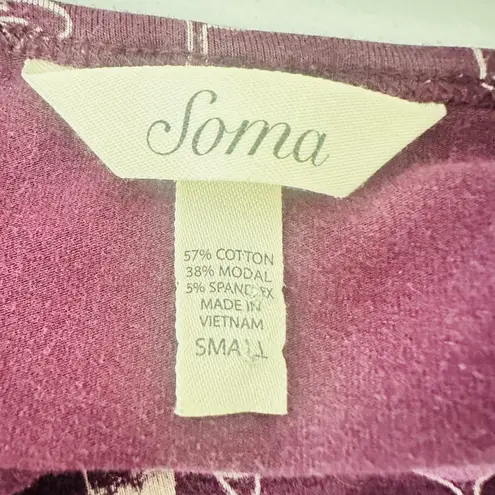 Soma
57% COTTON
38% MODAL
5% SPANDEX
MADE IN
VIETNAM
SMALL